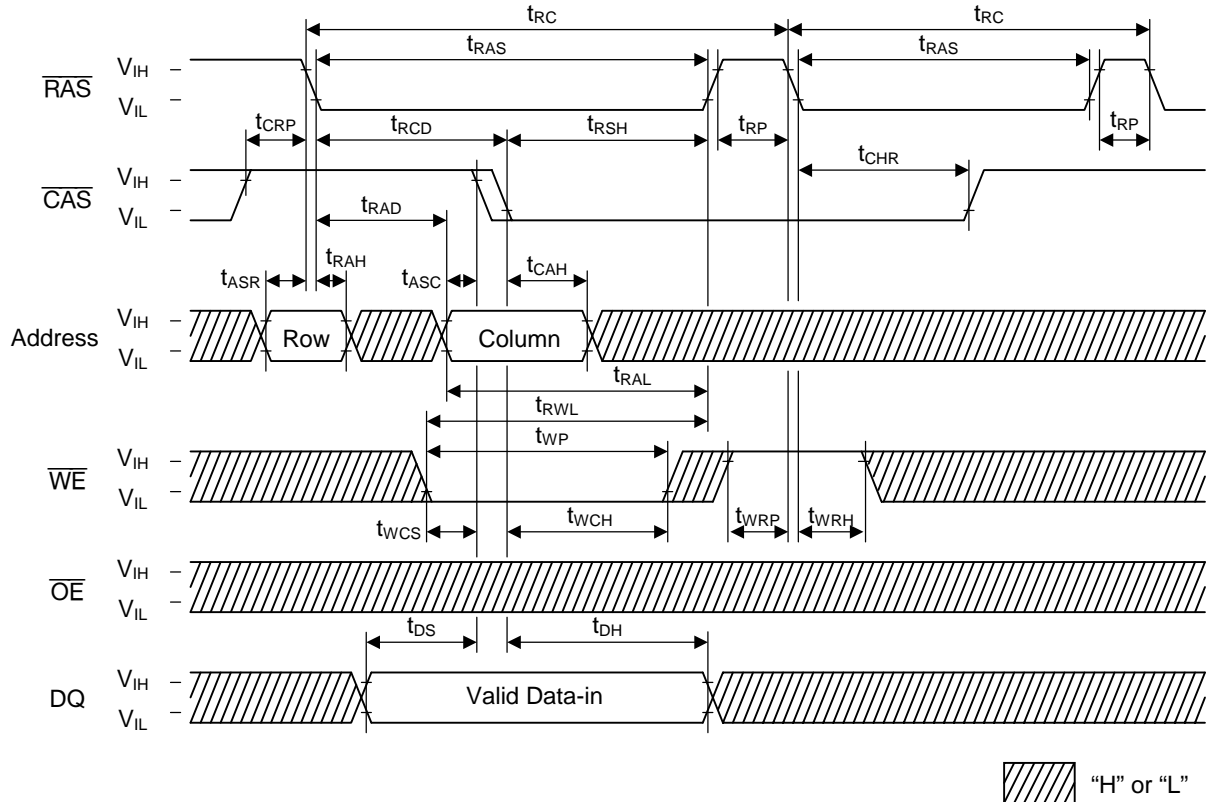 tRC tRC
tRAS tRAS
RAS VIH
VIL
tCRP tRCD tRSH tRP tRP
tCHR
CAS VIH
VIL
tRAD
tASR tRAH tASC tCAH
Address VIH Row Column
VIL
tRAL
tRWL
tWP
WE VIH
VIL
tWCS tWCH tWRP tWRH
OE VIH
VIL
tDS tDH
DQ VIH Valid Data-in
VIL
“H” or “L”